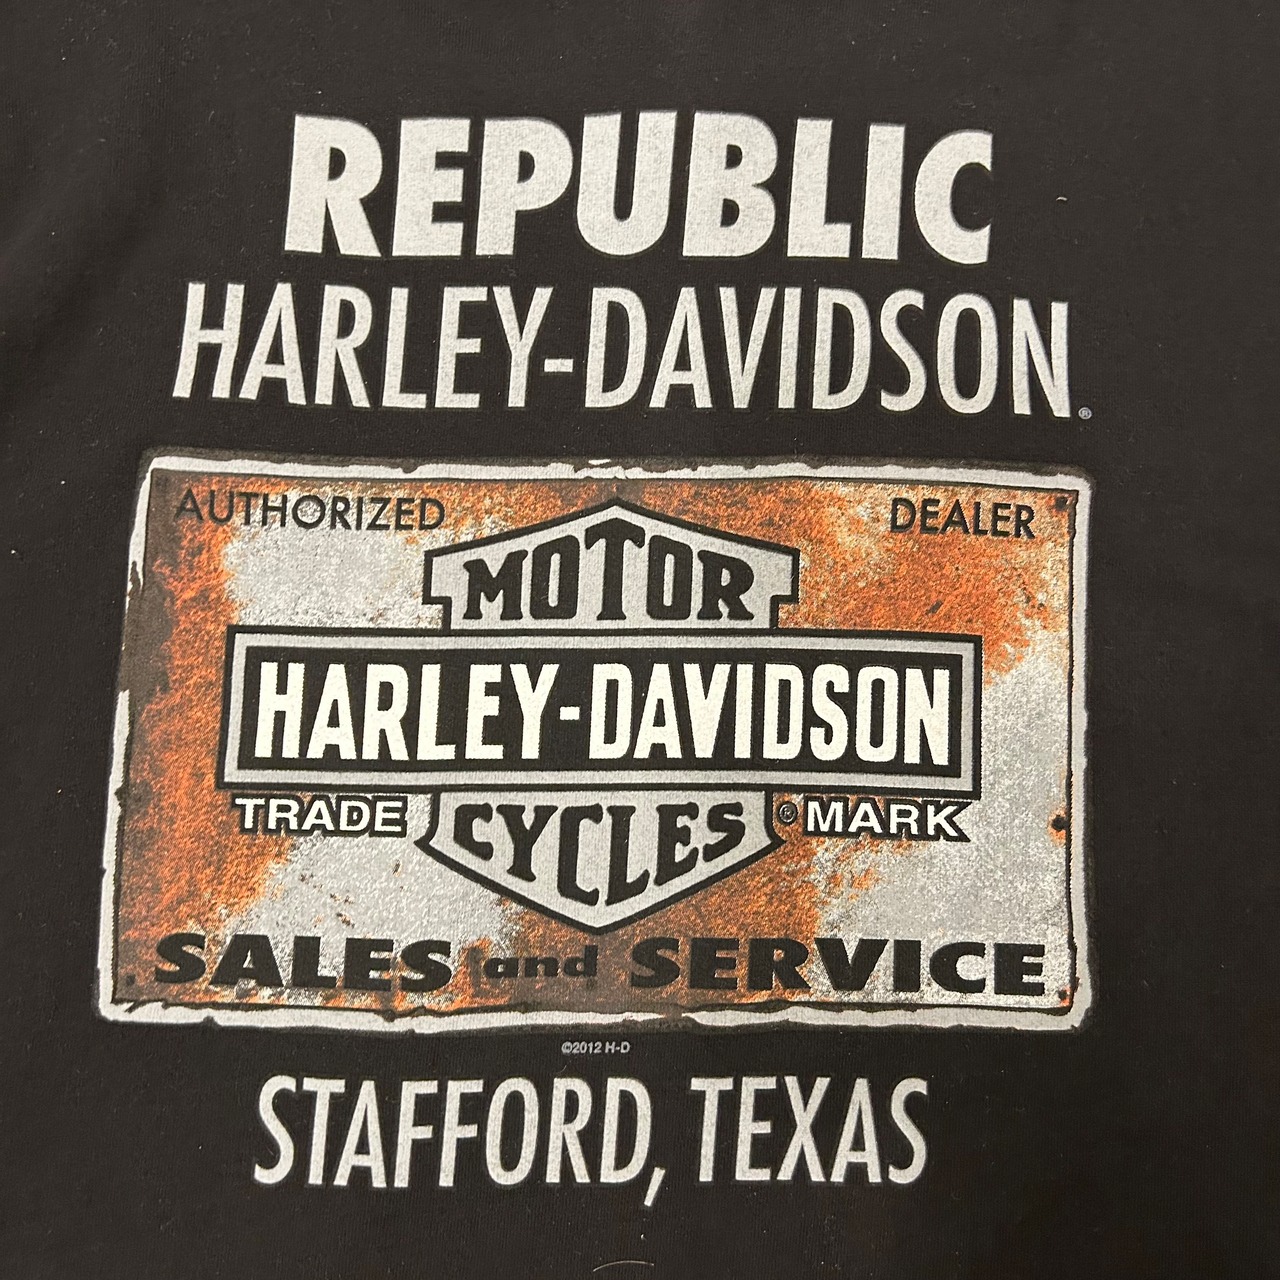 REPUBLIC
HARLEY-DAVIDSON®
AUTHORIZED DEALER
MOTOR
HARLEY-DAVIDSON
TRADE ® MARK
CYCLES
SALES and SERVICE
©2012 H-D
STAFFORD, TEXAS